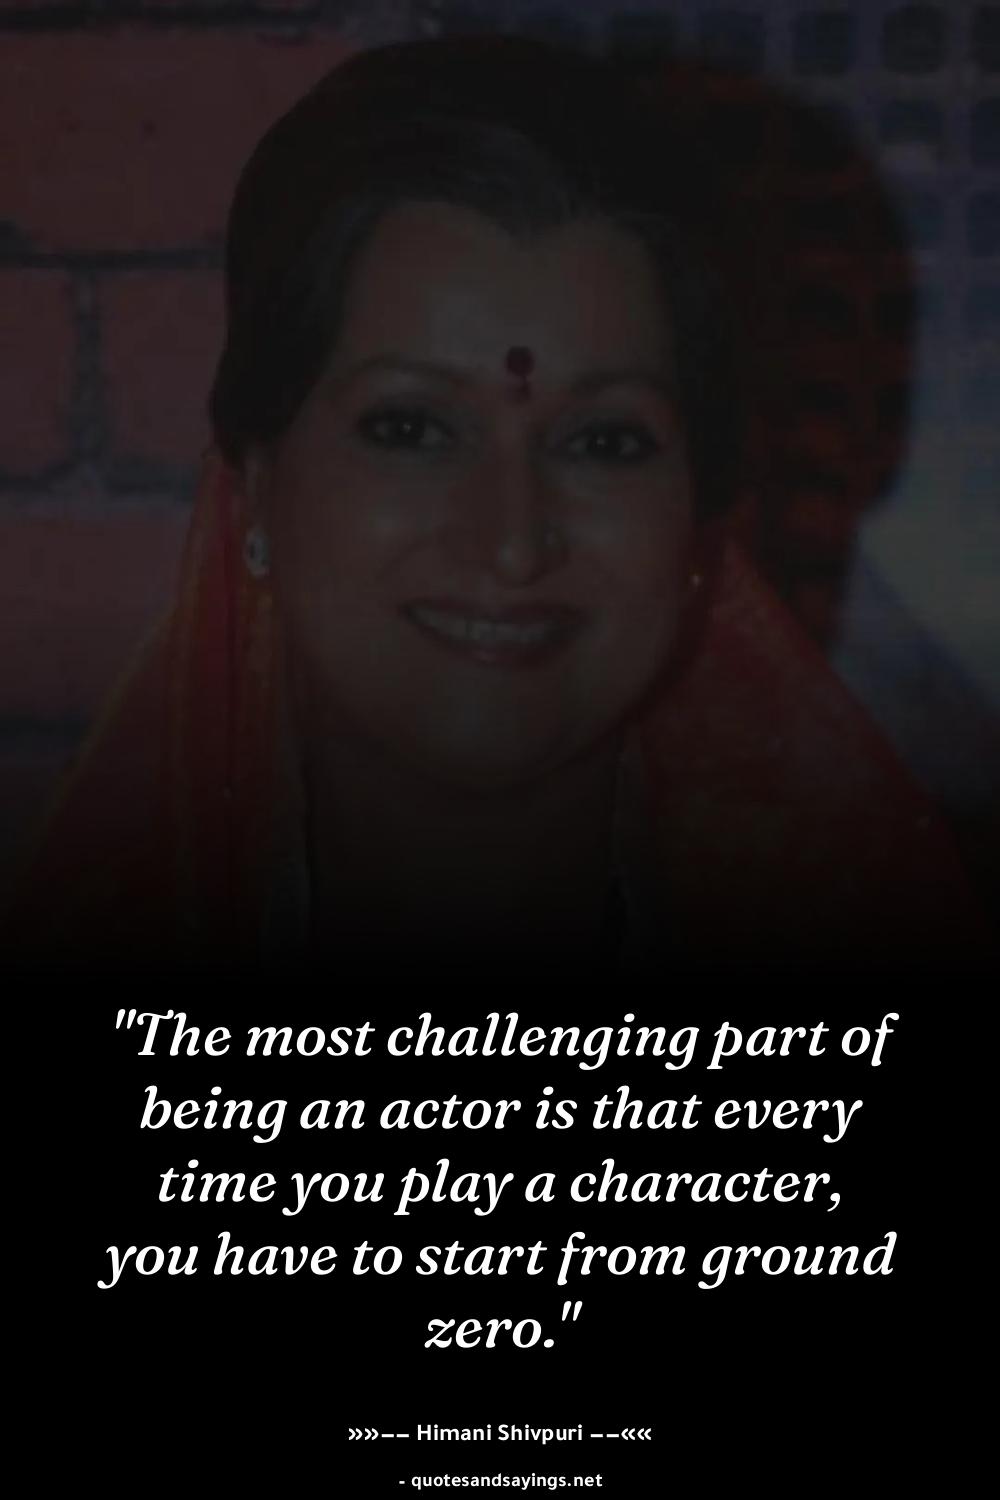 "The most challenging part of
being an actor is that every
time you play a character,
you have to start from ground
zero."
»»−− Himani Shivpuri −−««
- quotesandsayings.net